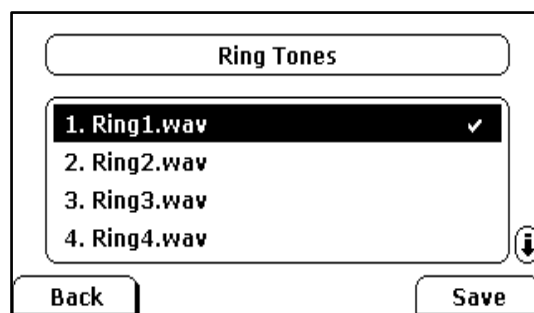 Ring Tones
1. Ring1.wav
2. Ring2.wav
3. Ring3.wav
4. Ring4.wav
Back Save